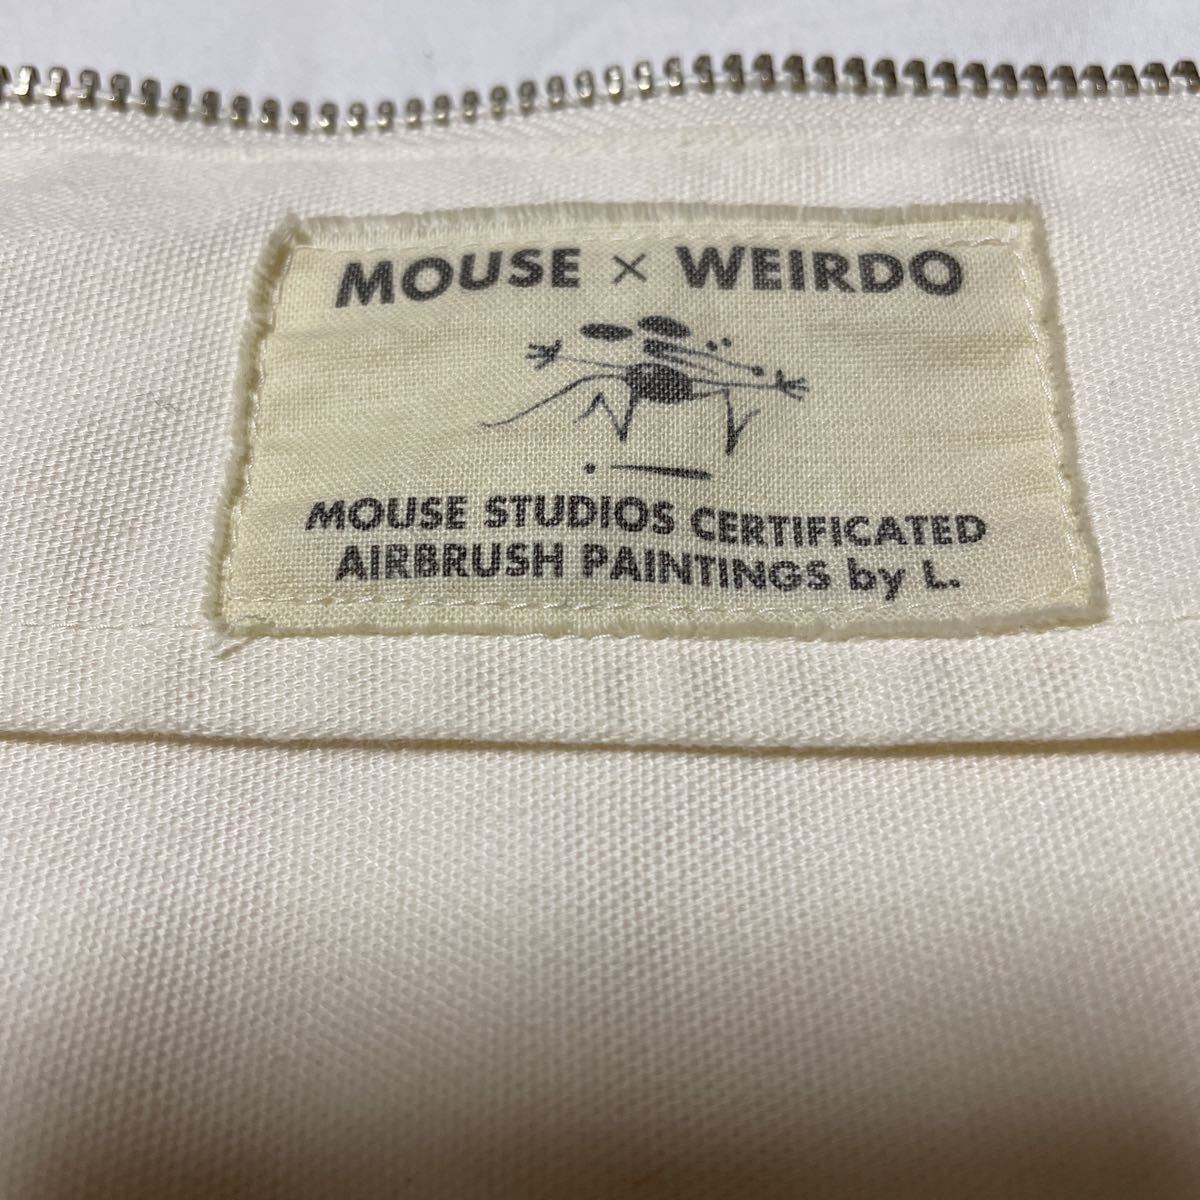 MOUSE × WEIRDO
MOUSE STUDIOS CERTIFICATED
AIRBRUSH PAINTINGS by L.